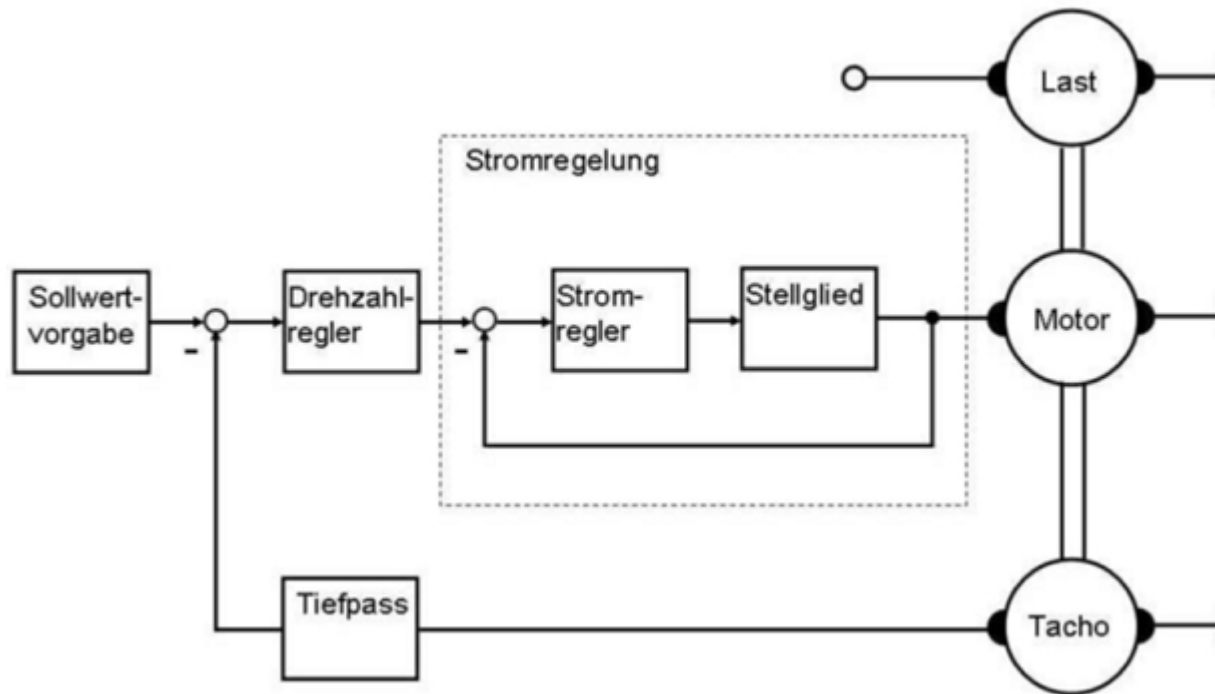 Last
Stromregelung
Sollwert-
vorgabe
Drehzahl-
regler
Strom-
regler
Stellglied
Motor
-
-
Tiefpass
Tacho